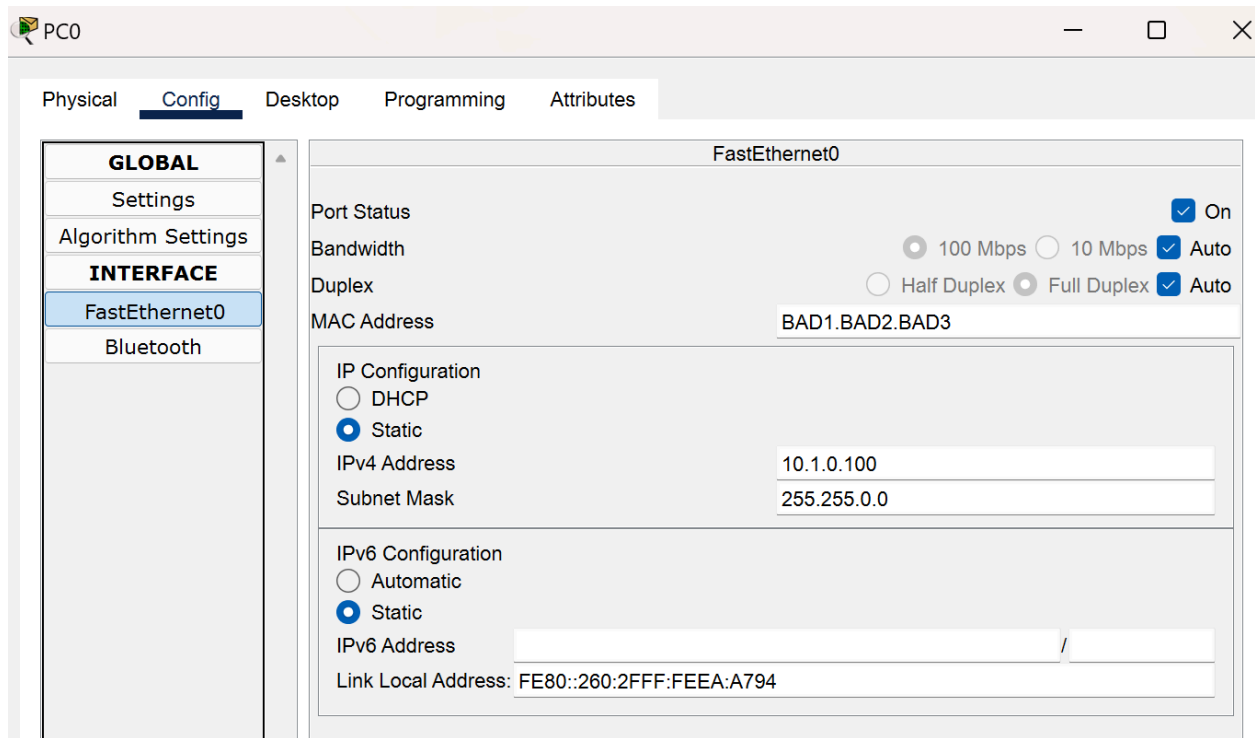 PC0
Physical Config Desktop Programming Attributes
GLOBAL
Settings
Algorithm Settings
INTERFACE
FastEthernet0
Bluetooth
FastEthernet0
Port Status On
Bandwidth 100 Mbps 10 Mbps Auto
Duplex Half Duplex Full Duplex Auto
MAC Address BAD1.BAD2.BAD3
IP Configuration
DHCP
Static
IPv4 Address 10.1.0.100
Subnet Mask 255.255.0.0
IPv6 Configuration
Automatic
Static
IPv6 Address /
Link Local Address: FE80::260:2FFF:FEEA:A794